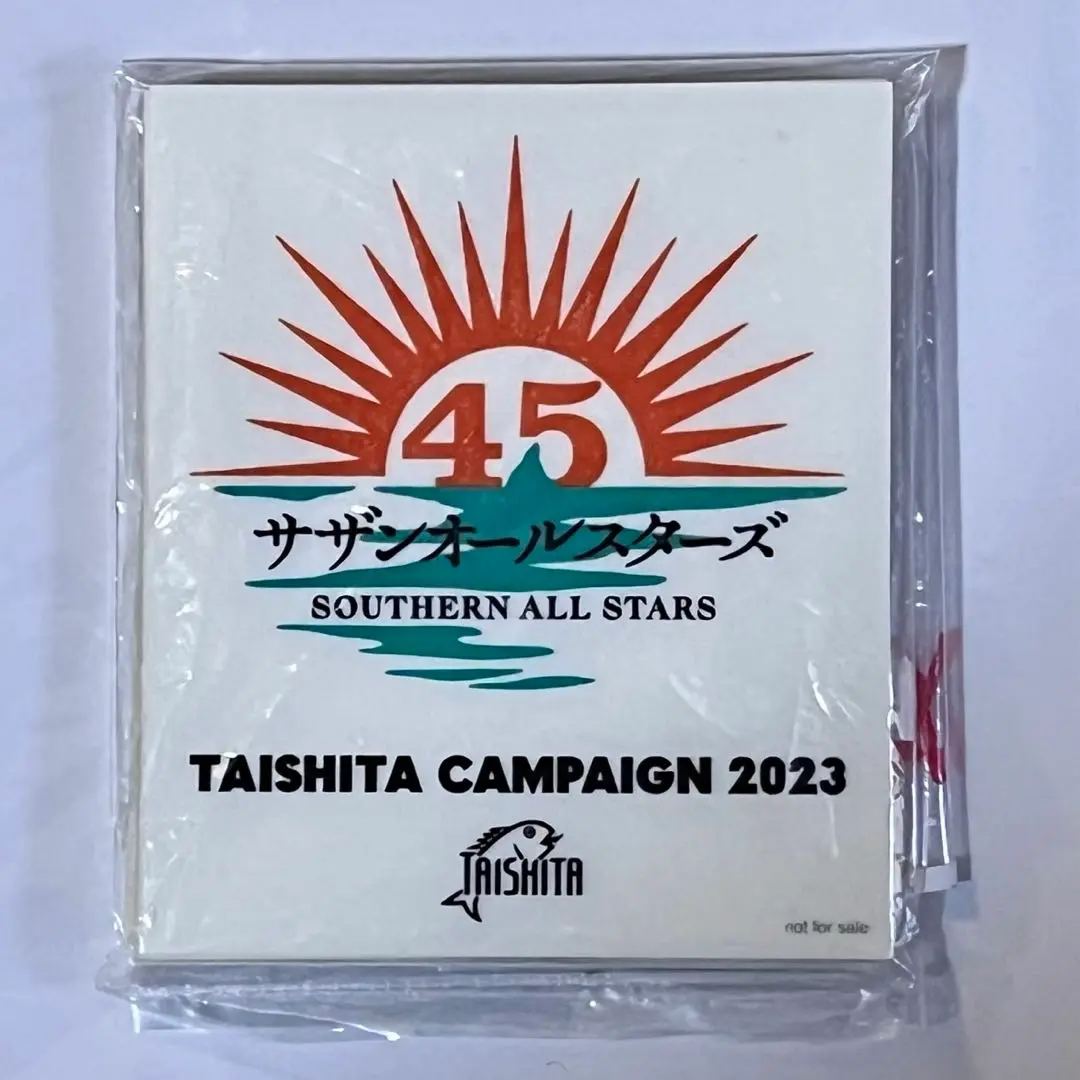 45
サザンオールスターズ
SOUTHERN ALL STARS
TAISHITA CAMPAIGN 2023
TAISHITA
not for sale